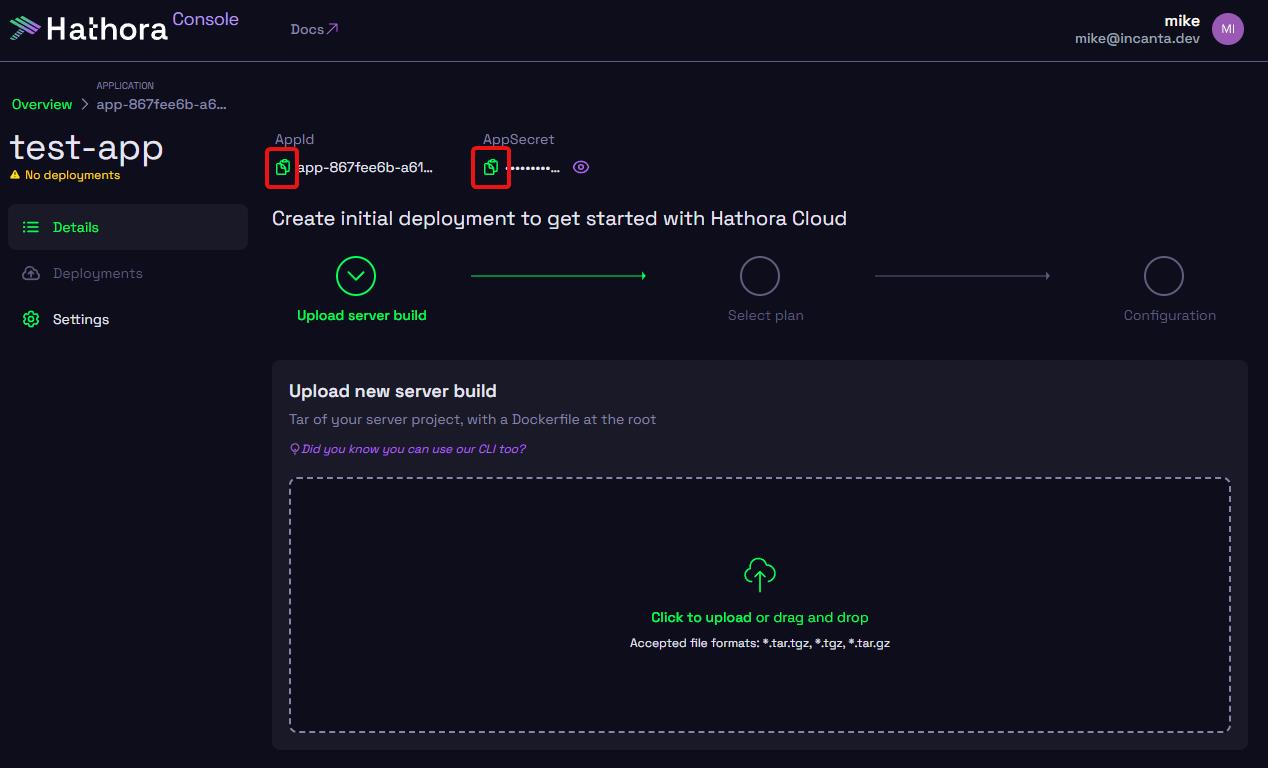 Hathora Console
Docs
mike
mike@incanta.dev
MI
APPLICATION
Overview > app-867fee6b-a6...
test-app
No deployments
AppId
app-867fee6b-a61...
AppSecret
••••••••...
Details
Deployments
Settings
Create initial deployment to get started with Hathora Cloud
Upload server build
Select plan
Configuration
Upload new server build
Tar of your server project, with a Dockerfile at the root
Did you know you can use our CLI too?
Click to upload or drag and drop
Accepted file formats: *.tar.tgz, *.tgz, *.tar.gz